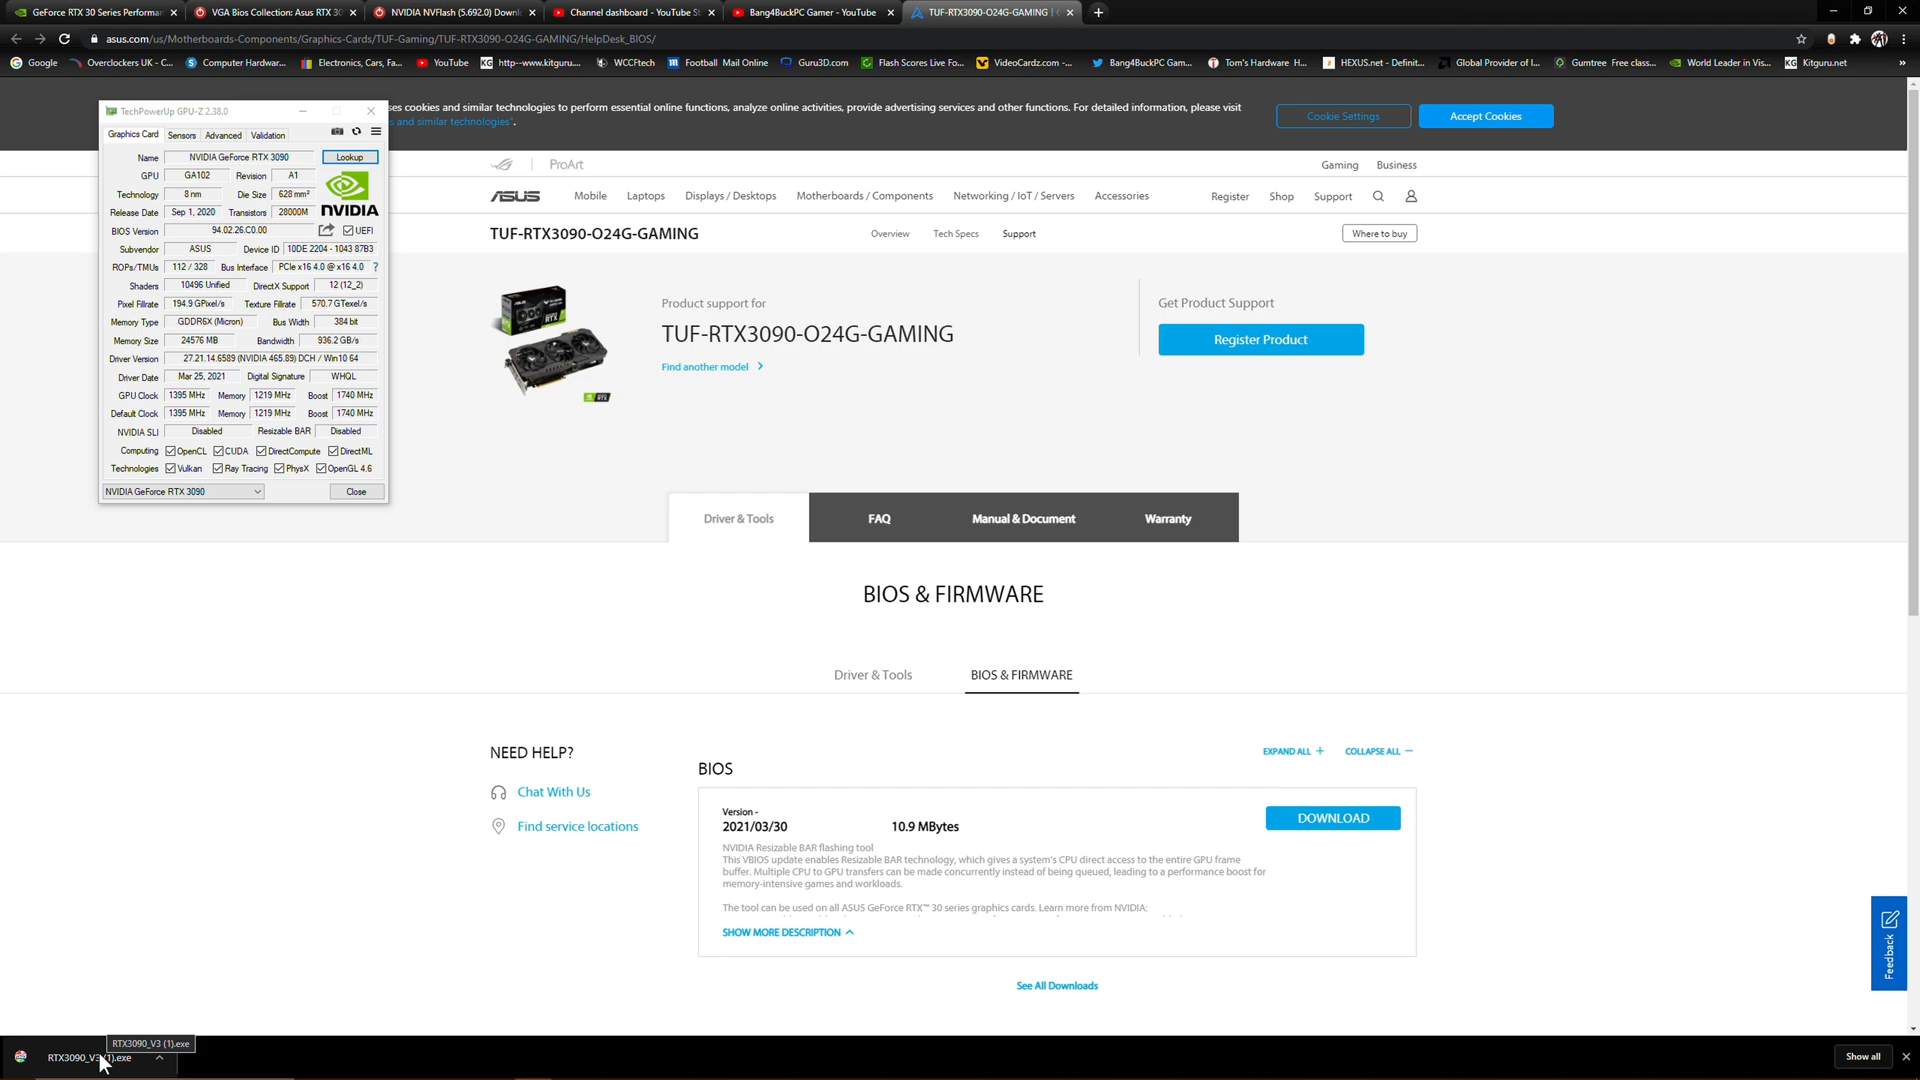 GeForce RTX 30 Series Performan
VGA Bios Collection: Asus RTX 30
NVIDIA NVFlash (5.692.0) Downl
Channel dashboard - YouTube S
Bang4BuckPC Gamer - YouTube
TUF-RTX3090-O24G-GAMING |
asus.com/us/Motherboards-Components/Graphics-Cards/TUF-Gaming/TUF-RTX3090-O24G-GAMING/HelpDesk_BIOS/
Google
Overclockers UK - C...
Computer Hardwar...
Electronics, Cars, Fa...
YouTube
http--www.kitguru....
WCCFtech
Football Mail Online
Guru3D.com
Flash Scores Live Fo...
VideoCardz.com -...
Bang4BuckPC Gam...
Tom's Hardware H...
HEXUS.net - Definit...
Global Provider of I...
Gumtree Free class...
World Leader in Vis...
Kitguru.net
ses cookies and similar technologies to perform essential online functions, analyze online activities, provide advertising services and other functions. For detailed information, please visit
and similar technologies".
Cookie Settings
Accept Cookies
TechPowerUp GPU-Z 2.38.0
Graphics Card Sensors Advanced Validation
Name NVIDIA GeForce RTX 3090 Lookup
GPU GA102 Revision A1
Technology 8 nm Die Size 628 mm²
Release Date Sep 1, 2020 Transistors 28000M
NVIDIA
BIOS Version 94.02.26.C0.00 UEFI
Subvendor ASUS Device ID 10DE 2204 - 1043 87B3
ROPs/TMUs 112 / 328 Bus Interface PCIe x16 4.0 @ x16 4.0 ?
Shaders 10496 Unified DirectX Support 12 (12_2)
Pixel Fillrate 194.9 GPixel/s Texture Fillrate 570.7 GTexel/s
Memory Type GDDR6X (Micron) Bus Width 384 bit
Memory Size 24576 MB Bandwidth 936.2 GB/s
Driver Version 27.21.14.6589 (NVIDIA 465.89) DCH / Win10 64
Driver Date Mar 25, 2021 Digital Signature WHQL
GPU Clock 1395 MHz Memory 1219 MHz Boost 1740 MHz
Default Clock 1395 MHz Memory 1219 MHz Boost 1740 MHz
NVIDIA SLI Disabled Resizable BAR Disabled
Computing OpenCL CUDA DirectCompute DirectML
Technologies Vulkan Ray Tracing PhysX OpenGL 4.6
NVIDIA GeForce RTX 3090 Close
ProArt
Gaming Business
ASUS
Mobile Laptops Displays / Desktops Motherboards / Components Networking / IoT / Servers Accessories
Register Shop Support
TUF-RTX3090-O24G-GAMING
Overview Tech Specs Support
Where to buy
Product support for
TUF-RTX3090-O24G-GAMING
Find another model
Get Product Support
Register Product
Driver & Tools FAQ Manual & Document Warranty
BIOS & FIRMWARE
Driver & Tools BIOS & FIRMWARE
NEED HELP?
Chat With Us
Find service locations
EXPAND ALL + COLLAPSE ALL −
BIOS
Version -
2021/03/30 10.9 MBytes
DOWNLOAD
NVIDIA Resizable BAR flashing tool
This VBIOS update enables Resizable BAR technology, which gives a system's CPU direct access to the entire GPU frame
buffer. Multiple CPU to GPU transfers can be made concurrently instead of being queued, leading to a performance boost for
memory-intensive games and workloads.
The tool can be used on all ASUS GeForce RTX™ 30 series graphics cards. Learn more from NVIDIA:
SHOW MORE DESCRIPTION
See All Downloads
Feedback
RTX3090_V3 (1).exe
RTX3090_V3 (1).exe
Show all